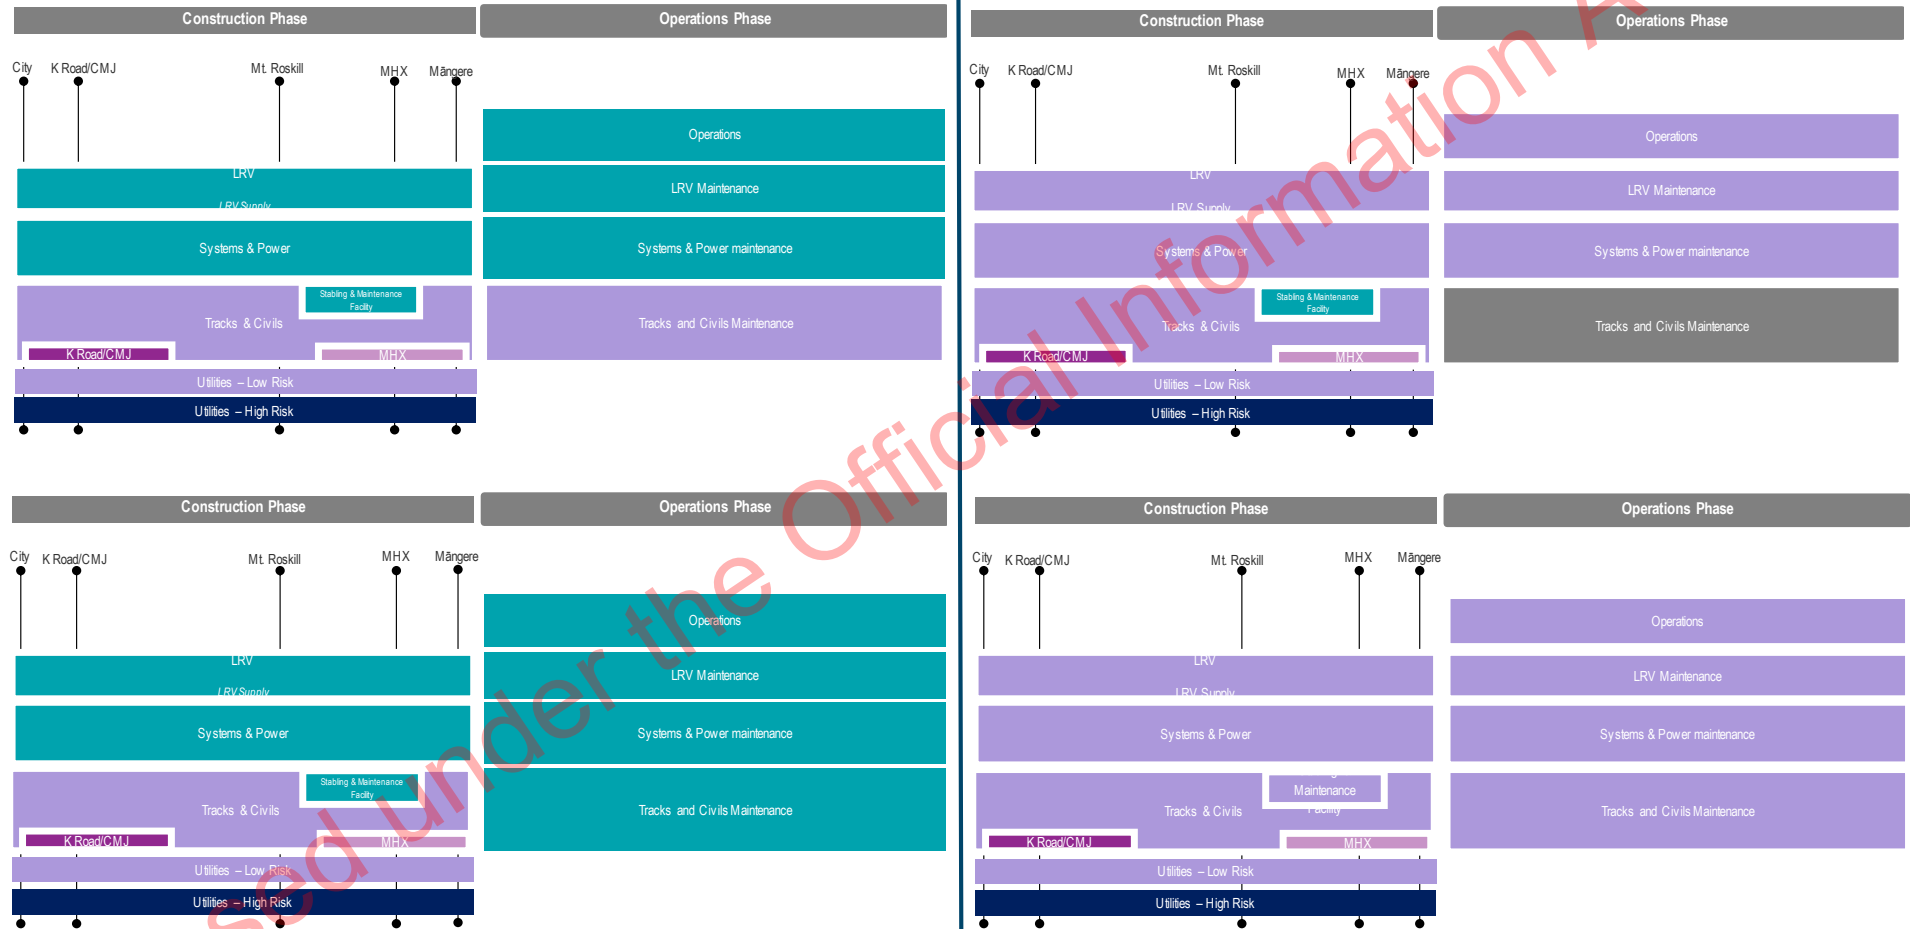 Construction Phase
Operations Phase
City
K Road/CMJ
Mt. Roskill
MHX
Māngere
Operations
LRV
LRV Supply
LRV Maintenance
Systems & Power
Systems & Power maintenance
Stabling & Maintenance
Facility
Tracks & Civils
Tracks and Civils Maintenance
K Road/CMJ
MHX
Utilities – Low Risk
Utilities – High Risk
Construction Phase
Operations Phase
City
K Road/CMJ
Mt. Roskill
MHX
Māngere
Operations
LRV
LRV Supply
LRV Maintenance
Systems & Power
Systems & Power maintenance
Stabling & Maintenance
Facility
Tracks & Civils
Tracks and Civils Maintenance
K Road/CMJ
MHX
Utilities – Low Risk
Utilities – High Risk
Construction Phase
Operations Phase
City
K Road/CMJ
Mt. Roskill
MHX
Māngere
Operations
LRV
LRV Supply
LRV Maintenance
Systems & Power
Systems & Power maintenance
Stabling & Maintenance
Facility
Tracks & Civils
Tracks and Civils Maintenance
K Road/CMJ
MHX
Utilities – Low Risk
Utilities – High Risk
Construction Phase
Operations Phase
City
K Road/CMJ
Mt. Roskill
MHX
Māngere
Operations
LRV
LRV Supply
LRV Maintenance
Systems & Power
Systems & Power maintenance
Maintenance
Facility
Tracks & Civils
Tracks and Civils Maintenance
K Road/CMJ
MHX
Utilities – Low Risk
Utilities – High Risk
sed under the Official Information A